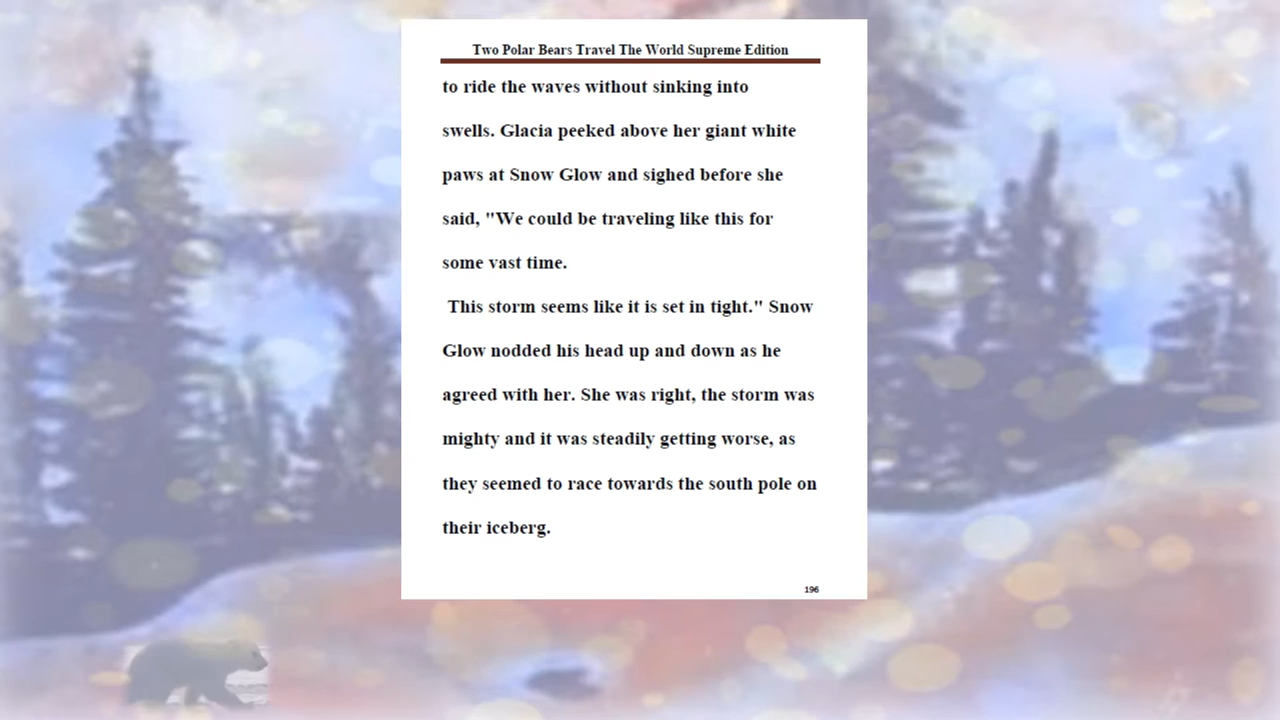 Two Polar Bears Travel The World Supreme Edition
to ride the waves without sinking into
swells. Glacia peeked above her giant white
paws at Snow Glow and sighed before she
said, "We could be traveling like this for
some vast time.
This storm seems like it is set in tight." Snow
Glow nodded his head up and down as he
agreed with her. She was right, the storm was
mighty and it was steadily getting worse, as
they seemed to race towards the south pole on
their iceberg.
196